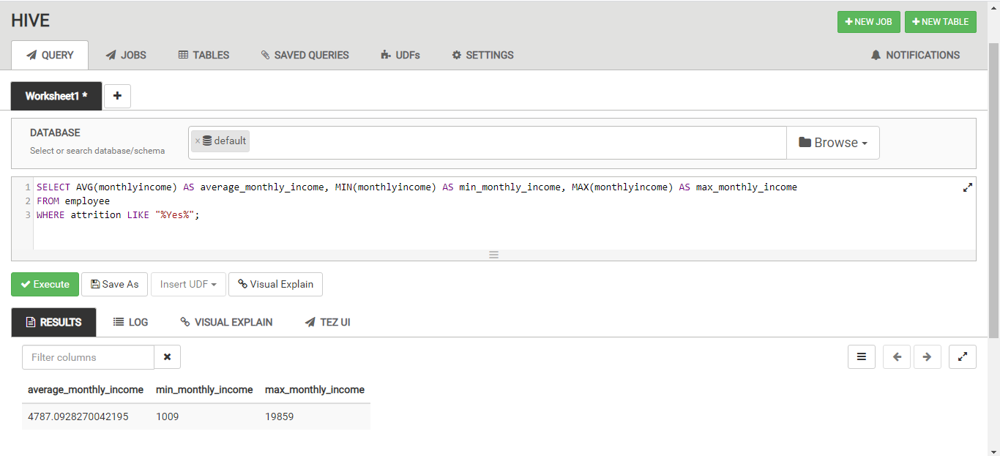 HIVE
NEW JOB NEW TABLE
QUERY JOBS TABLES SAVED QUERIES UDFs SETTINGS NOTIFICATIONS
Worksheet1 * +
DATABASE
Select or search database/schema
× default Browse
1 SELECT AVG(monthlyincome) AS average_monthly_income, MIN(monthlyincome) AS min_monthly_income, MAX(monthlyincome) AS max_monthly_income
2 FROM employee
3 WHERE attrition LIKE "%Yes%";
Execute Save As Insert UDF Visual Explain
RESULTS LOG VISUAL EXPLAIN TEZ UI
Filter columns
average_monthly_income min_monthly_income max_monthly_income
4787.0928270042195 1009 19859